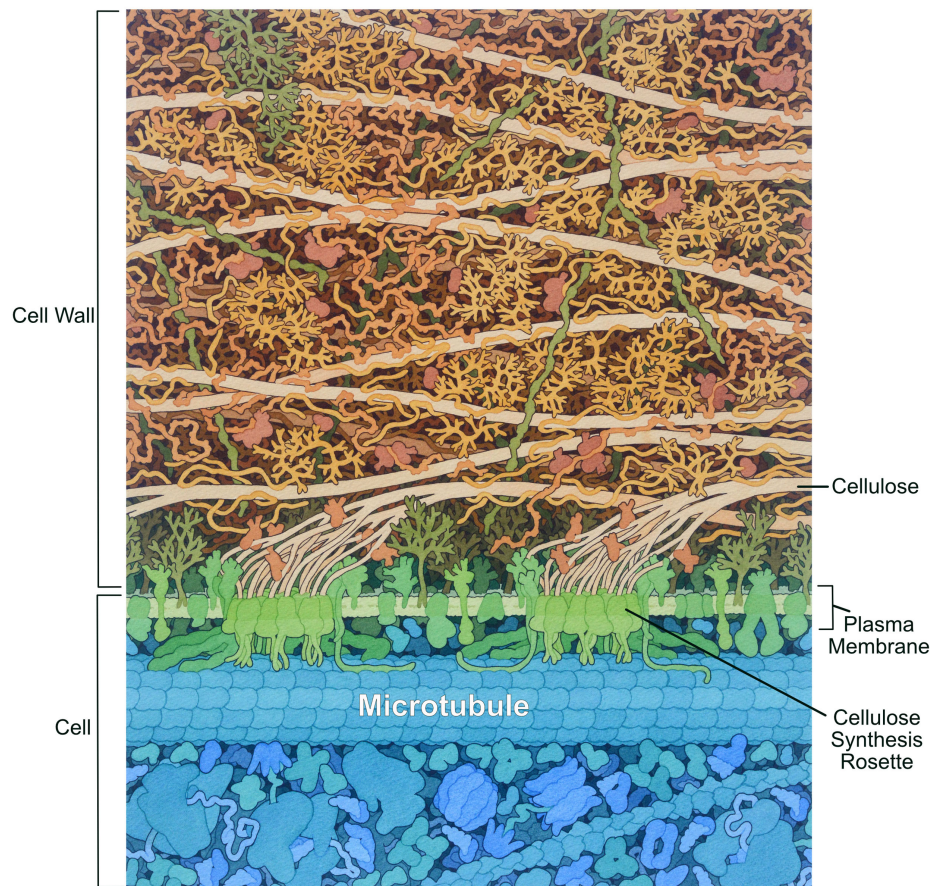 Cell Wall
Cellulose
Plasma
Membrane
Microtubule
Cell
Cellulose
Synthesis
Rosette